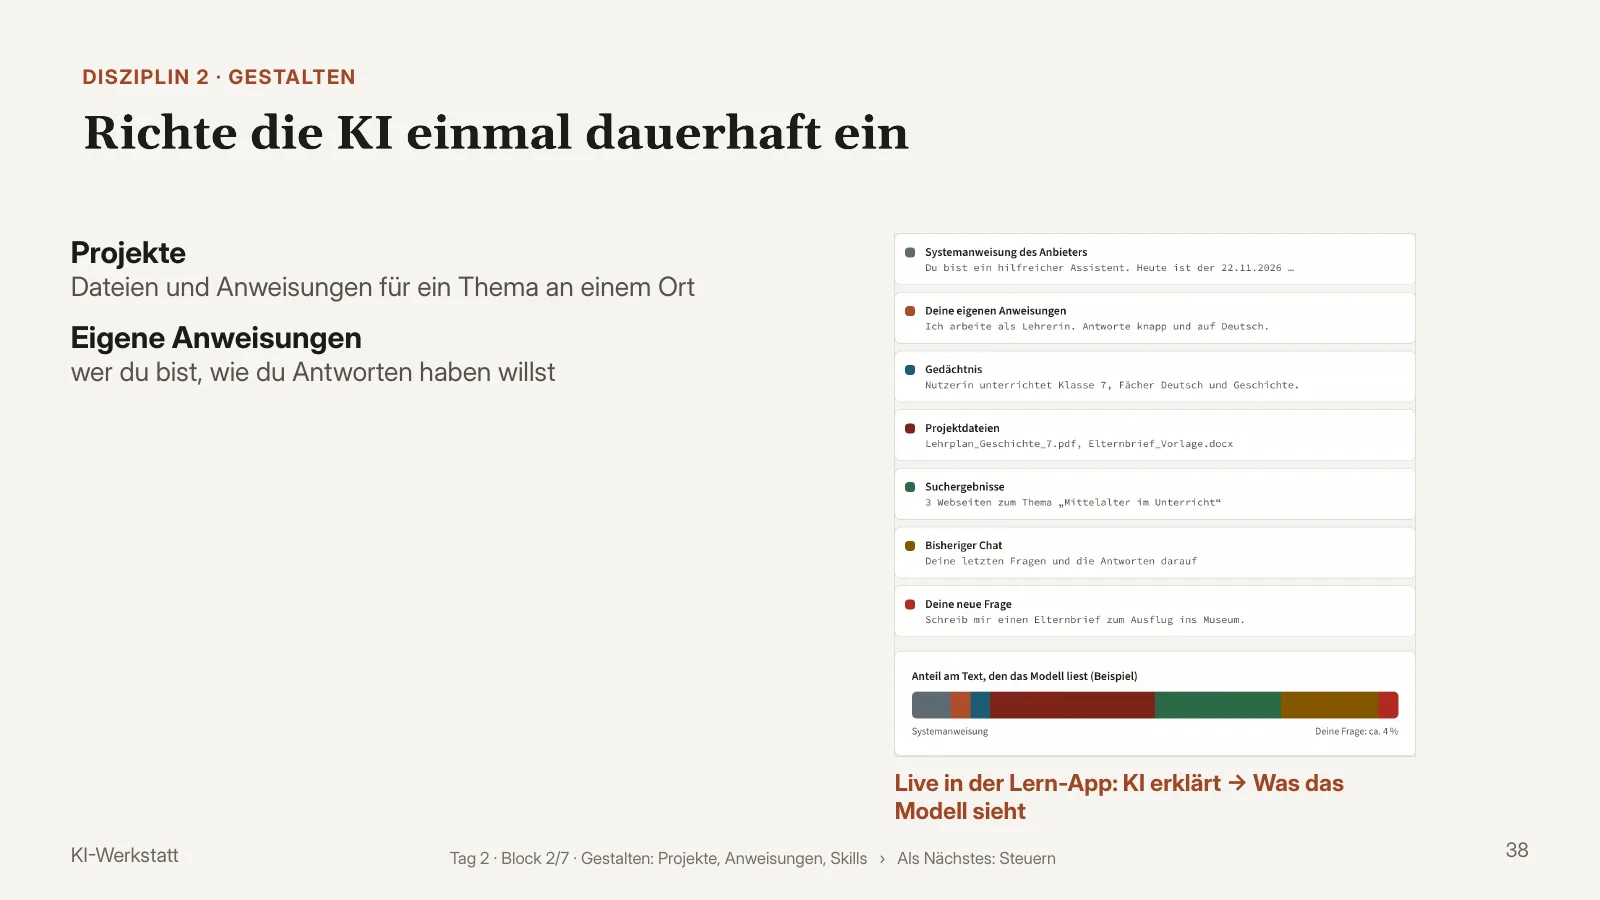 DISZIPLIN 2 · GESTALTEN
Richte die KI einmal dauerhaft ein
Projekte
Dateien und Anweisungen für ein Thema an einem Ort
Eigene Anweisungen
wer du bist, wie du Antworten haben willst
Systemanweisung des Anbieters
Du bist ein hilfreicher Assistent. Heute ist der 22.11.2026 …
Deine eigenen Anweisungen
Ich arbeite als Lehrerin. Antworte knapp und auf Deutsch.
Gedächtnis
Nutzerin unterrichtet Klasse 7, Fächer Deutsch und Geschichte.
Projektdateien
Lehrplan_Geschichte_7.pdf, Elternbrief_Vorlage.docx
Suchergebnisse
3 Webseiten zum Thema „Mittelalter im Unterricht“
Bisheriger Chat
Deine letzten Fragen und die Antworten darauf
Deine neue Frage
Schreib mir einen Elternbrief zum Ausflug ins Museum.
Anteil am Text, den das Modell liest (Beispiel)
Systemanweisung
Deine Frage: ca. 4 %
Live in der Lern-App: KI erklärt → Was das
Modell sieht
KI-Werkstatt
Tag 2 · Block 2/7 · Gestalten: Projekte, Anweisungen, Skills › Als Nächstes: Steuern
38